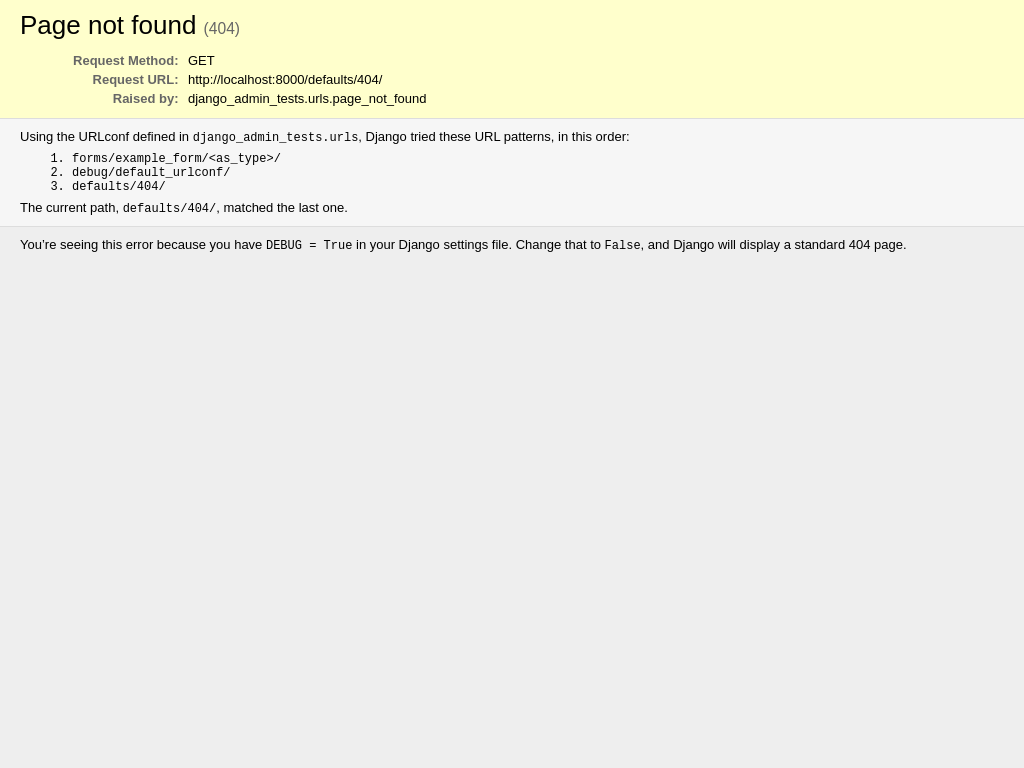 Page not found (404)
Request Method: GET
Request URL: http://localhost:8000/defaults/404/
Raised by: django_admin_tests.urls.page_not_found
Using the URLconf defined in django_admin_tests.urls, Django tried these URL patterns, in this order:
1. forms/example_form/<as_type>/
2. debug/default_urlconf/
3. defaults/404/
The current path, defaults/404/, matched the last one.
You’re seeing this error because you have DEBUG = True in your Django settings file. Change that to False, and Django will display a standard 404 page.